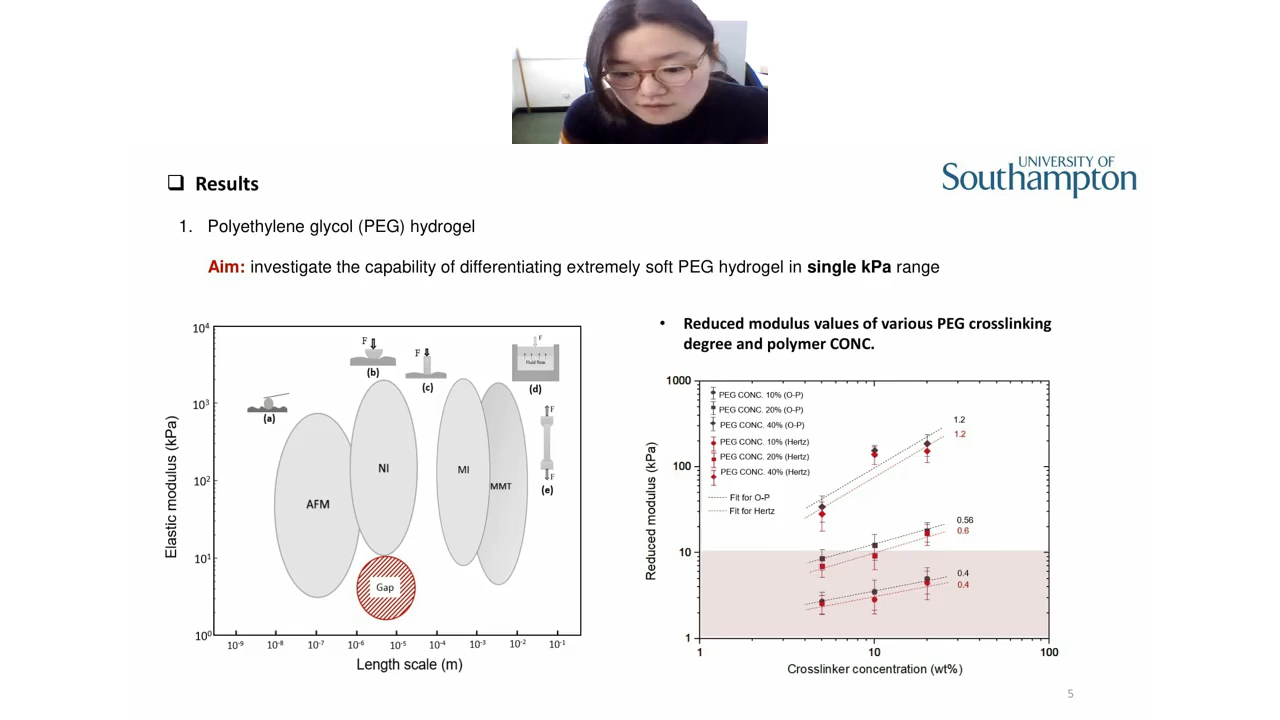 UNIVERSITY OF
Southampton
Results
1. Polyethylene glycol (PEG) hydrogel
Aim: investigate the capability of differentiating extremely soft PEG hydrogel in single kPa range
• Reduced modulus values of various PEG crosslinking
degree and polymer CONC.
Elastic modulus (kPa)
10⁴
10³
10²
10¹
10⁰
F
(a)
F
(b)
F
(c)
F
Fluid flow
(d)
F
F
(e)
AFM
NI
MI
MMT
Gap
10⁻⁹ 10⁻⁸ 10⁻⁷ 10⁻⁶ 10⁻⁵ 10⁻⁴ 10⁻³ 10⁻² 10⁻¹
Length scale (m)
Reduced modulus (kPa)
1000
100
10
1
PEG CONC. 10% (O-P)
PEG CONC. 20% (O-P)
PEG CONC. 40% (O-P)
PEG CONC. 10% (Hertz)
PEG CONC. 20% (Hertz)
PEG CONC. 40% (Hertz)
Fit for O-P
Fit for Hertz
1.2
1.2
0.56
0.6
0.4
0.4
1 10 100
Crosslinker concentration (wt%)
5